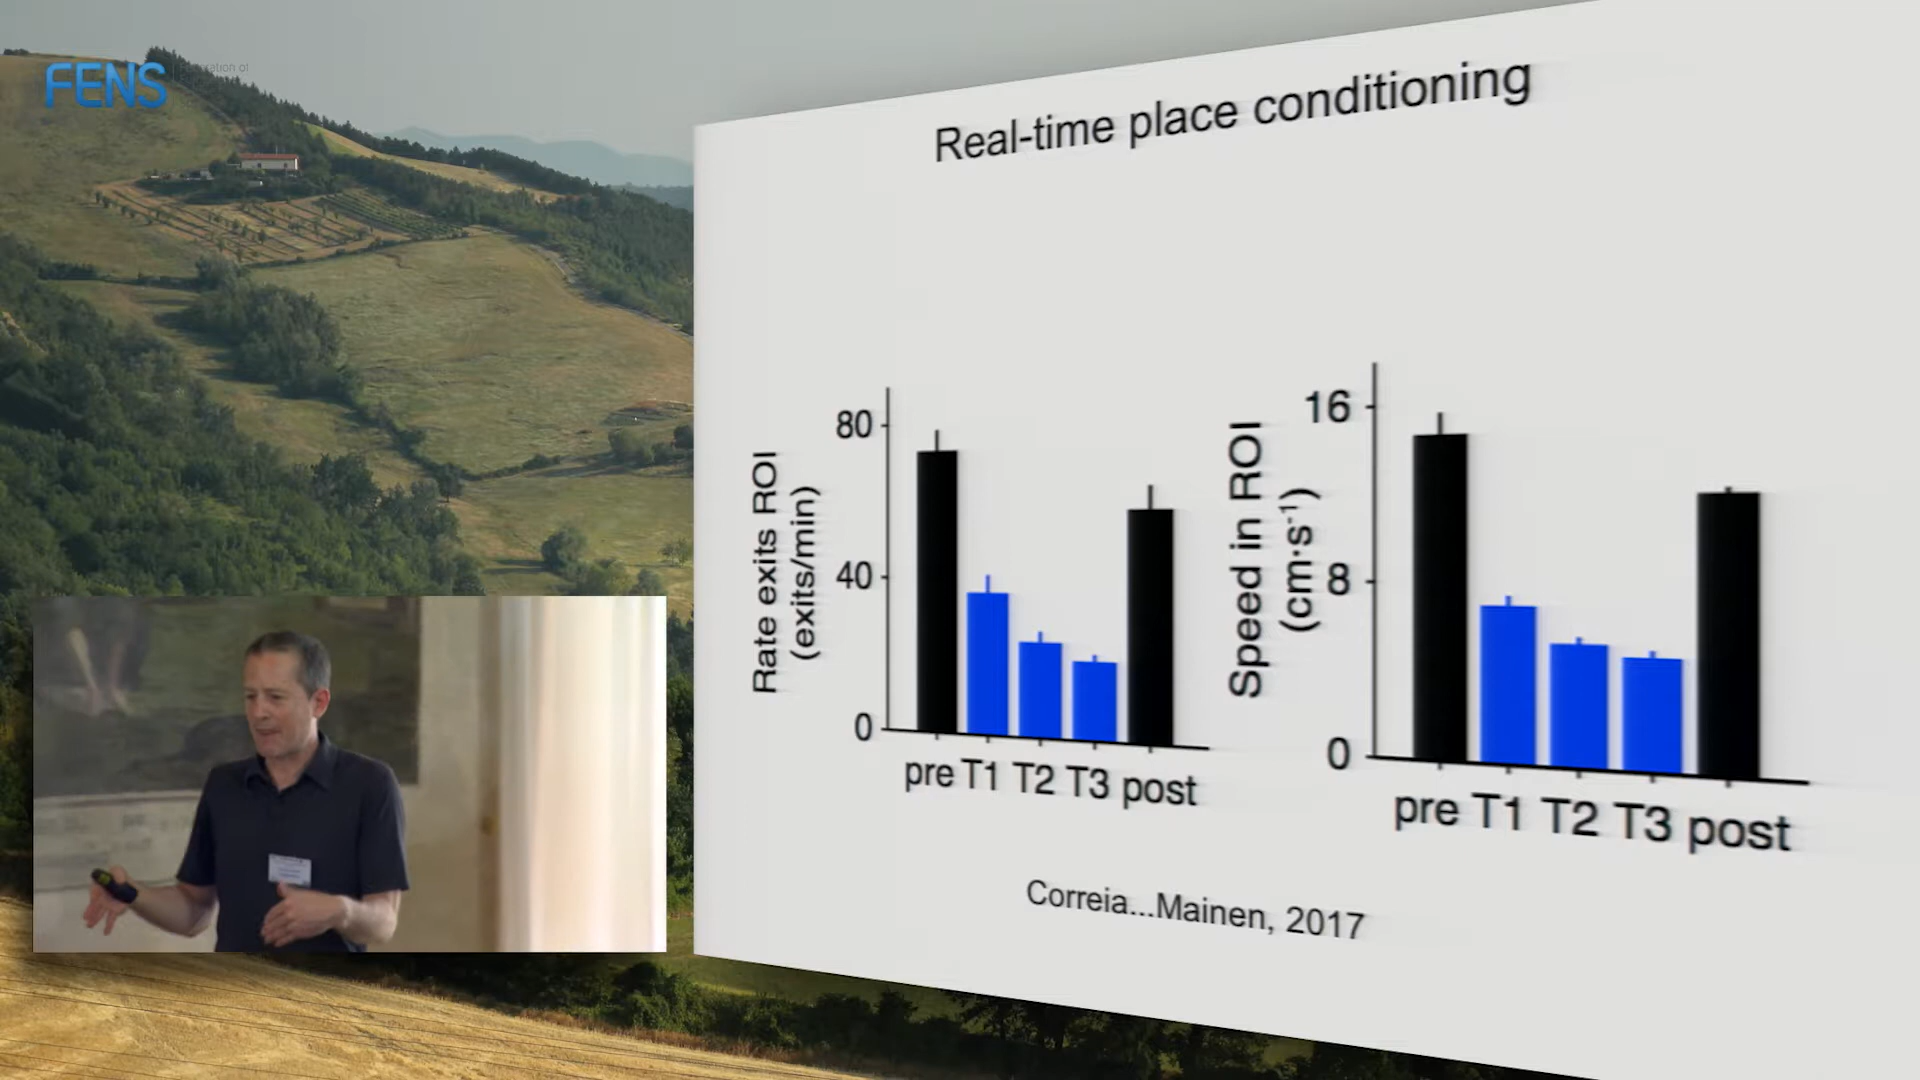 FENS
Real-time place conditioning
Rate exits ROI
(exits/min)
80
40
0
pre T1 T2 T3 post
Speed in ROI
(cm·s⁻¹)
16
8
0
pre T1 T2 T3 post
Correia...Mainen, 2017